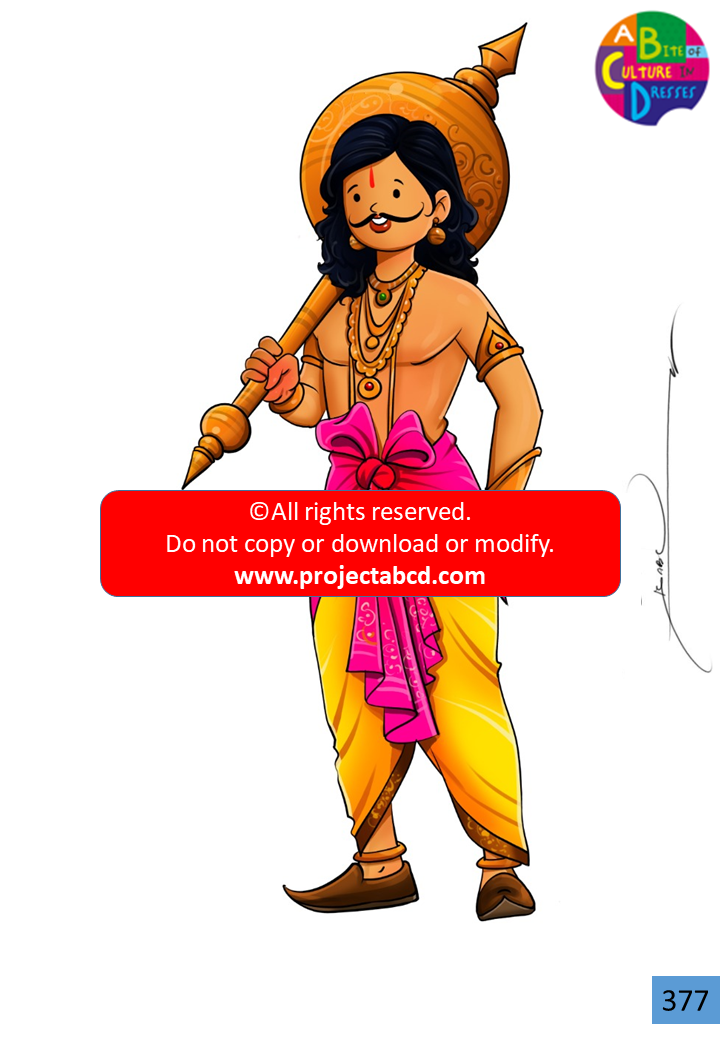 A
BITE OF
CULTURE IN
DRESSES
©All rights reserved.
Do not copy or download or modify.
www.projectabcd.com
377